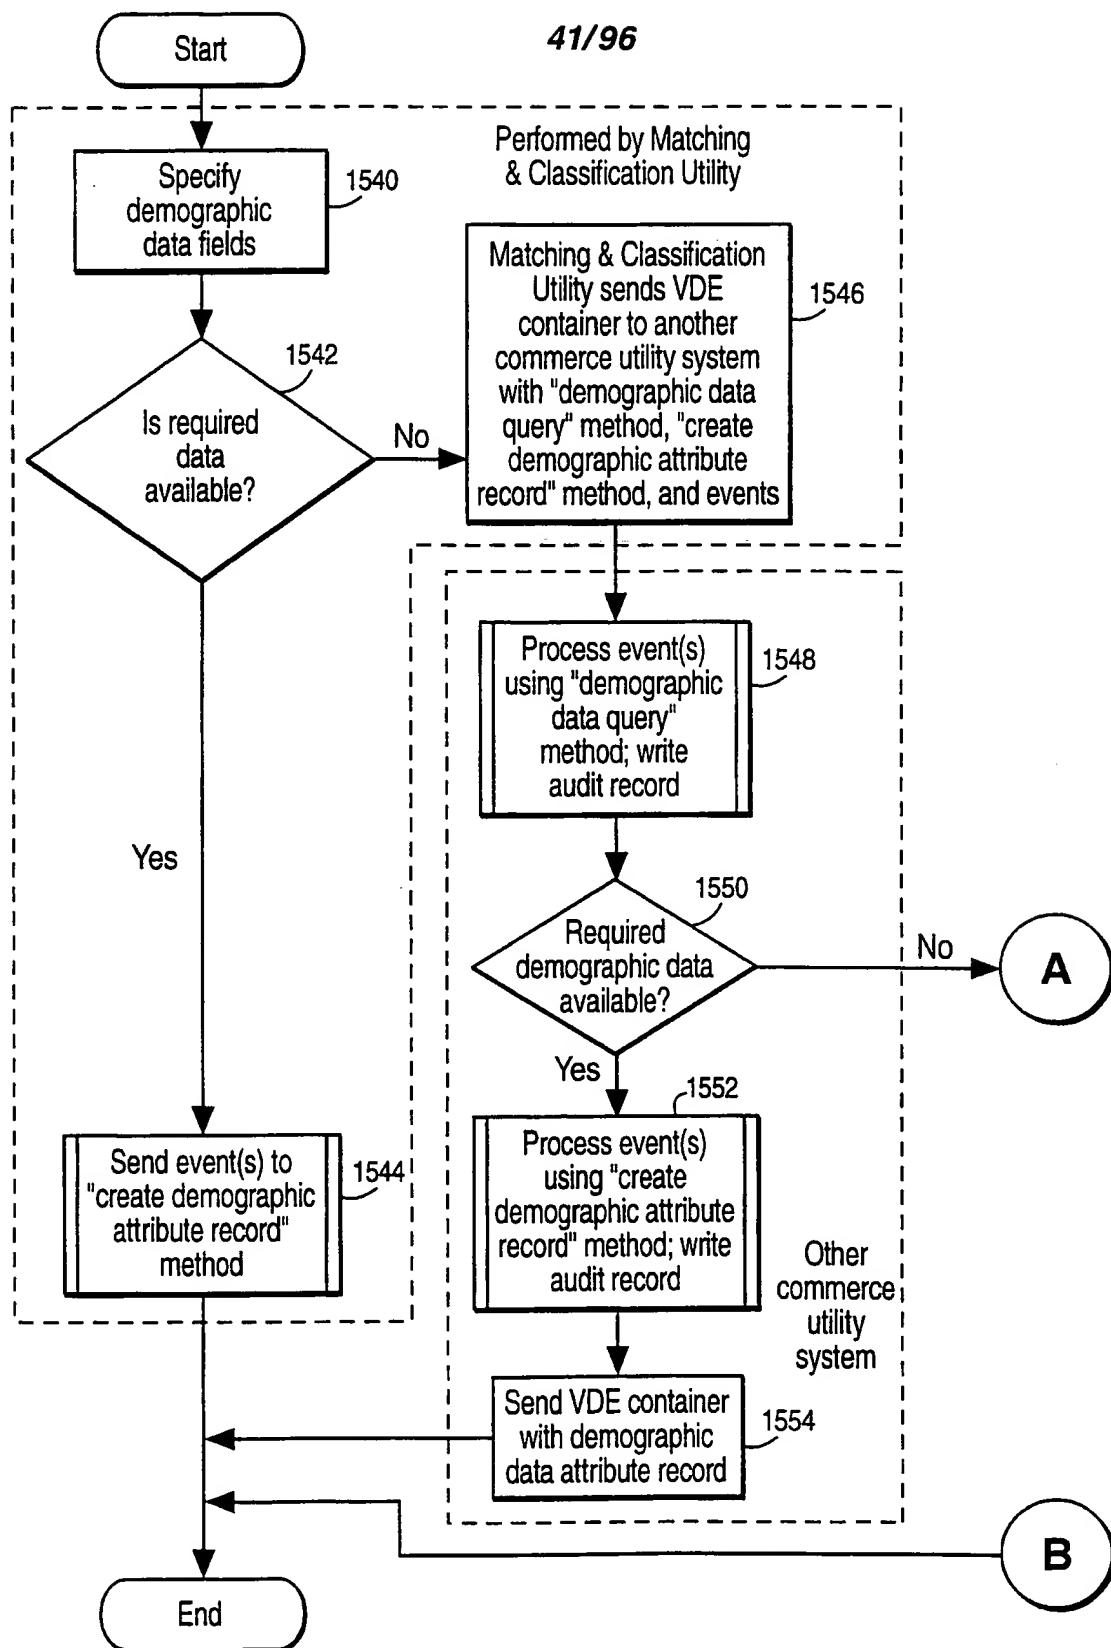 41/96
Start
Performed by Matching
& Classification Utility
Specify
demographic
data fields
1540
Matching & Classification
Utility sends VDE
container to another
commerce utility system
with "demographic data
query" method, "create
demographic attribute
record" method, and events
1546
1542
Is required
data
available?
No
Yes
Process event(s)
using "demographic
data query"
method; write
audit record
1548
1550
Required
demographic data
available?
No
A
Yes
1552
Process event(s)
using "create
demographic attribute
record" method; write
audit record
Send event(s) to
"create demographic
attribute record"
method
1544
Other
commerce
utility
system
Send VDE container
with demographic
data attribute record
1554
B
End